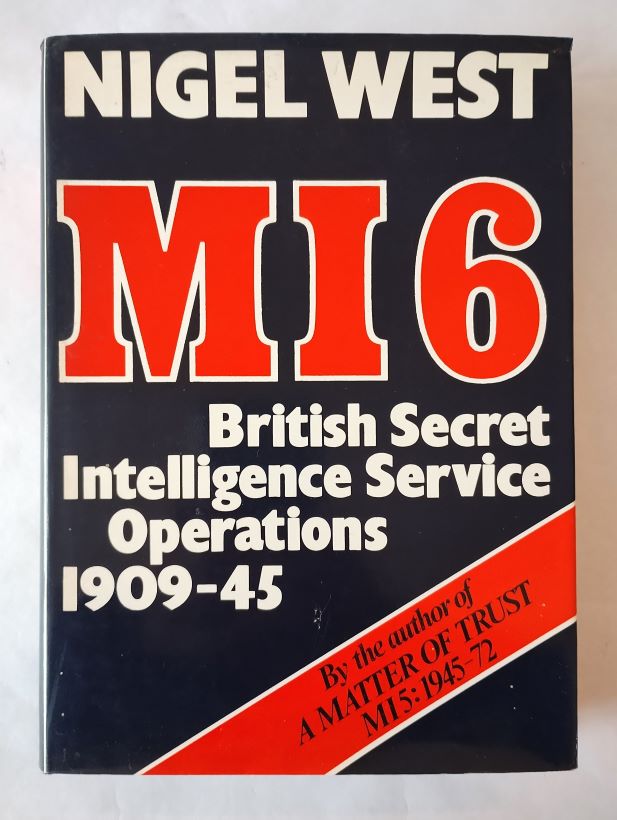 NIGEL WEST
MI6
British Secret
Intelligence Service
Operations
1909-45
By the author of
A MATTER OF TRUST
MI5: 1945-72